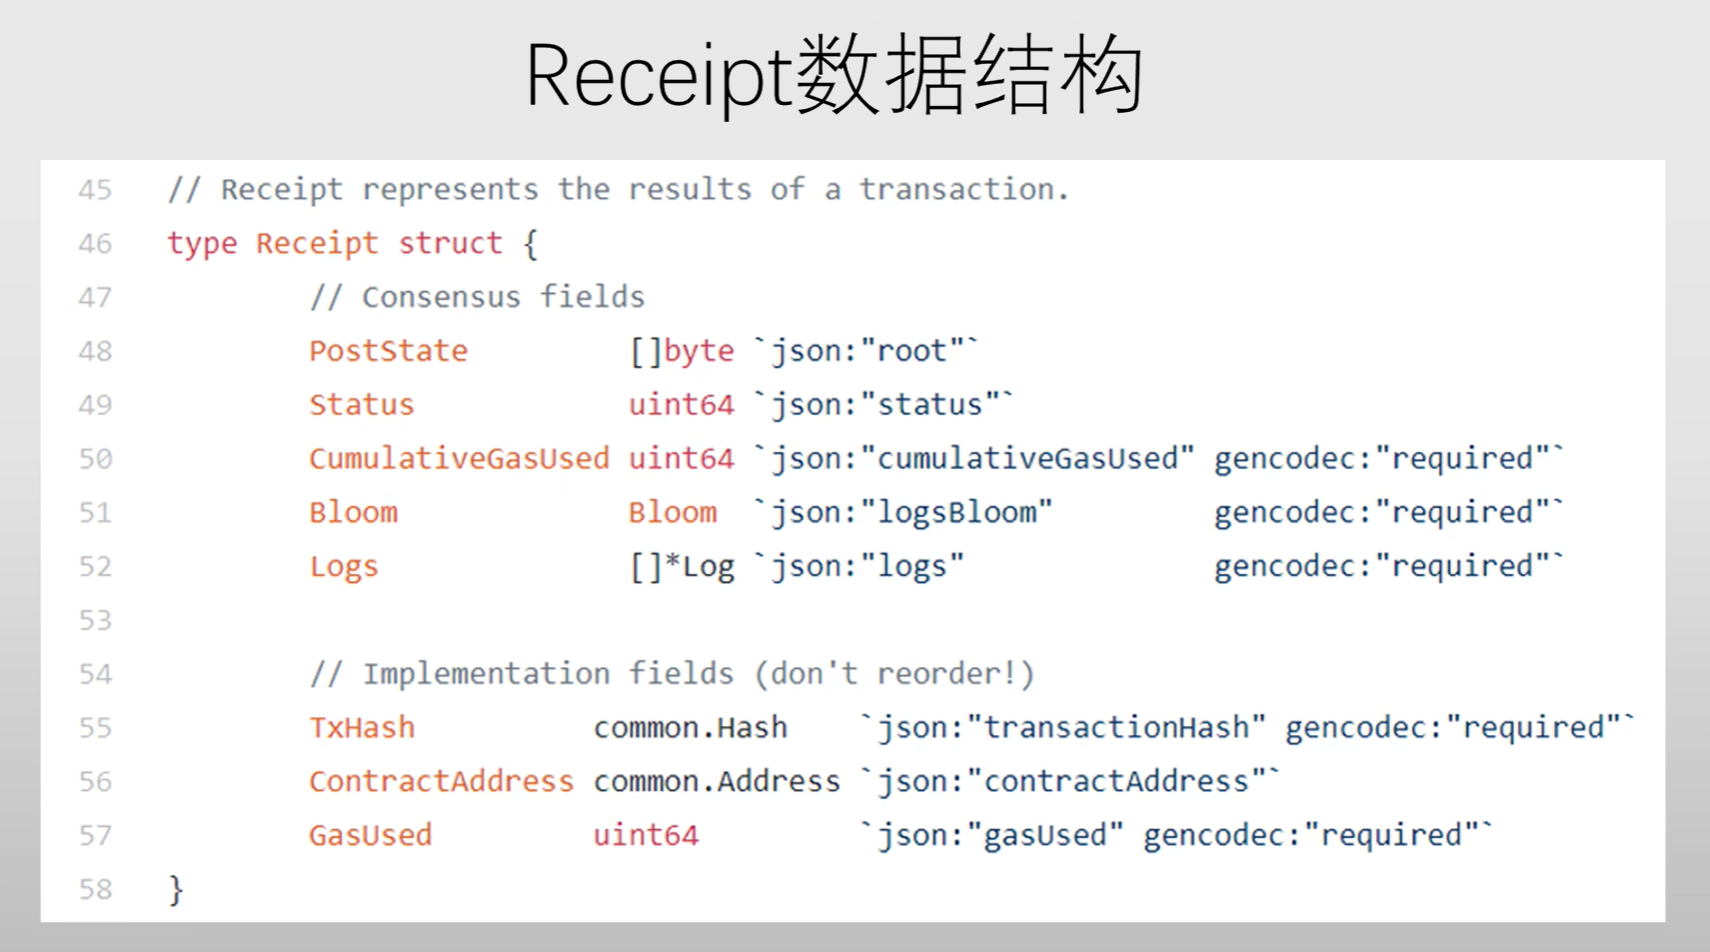 Receipt数据结构
45 // Receipt represents the results of a transaction.
46 type Receipt struct {
47 // Consensus fields
48 PostState []byte `json:"root"`
49 Status uint64 `json:"status"`
50 CumulativeGasUsed uint64 `json:"cumulativeGasUsed" gencodec:"required"`
51 Bloom Bloom `json:"logsBloom" gencodec:"required"`
52 Logs []*Log `json:"logs" gencodec:"required"`
53
54 // Implementation fields (don't reorder!)
55 TxHash common.Hash `json:"transactionHash" gencodec:"required"`
56 ContractAddress common.Address `json:"contractAddress"`
57 GasUsed uint64 `json:"gasUsed" gencodec:"required"`
58 }